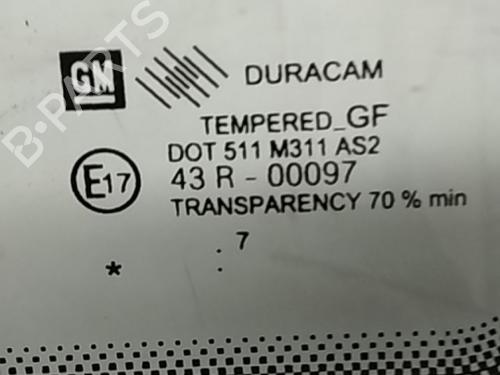 GM DURACAM
TEMPERED_GF
DOT 511 M311 AS2
E17 43 R - 00097
TRANSPARENCY 70 % min
. 7
* :
B-PARTS